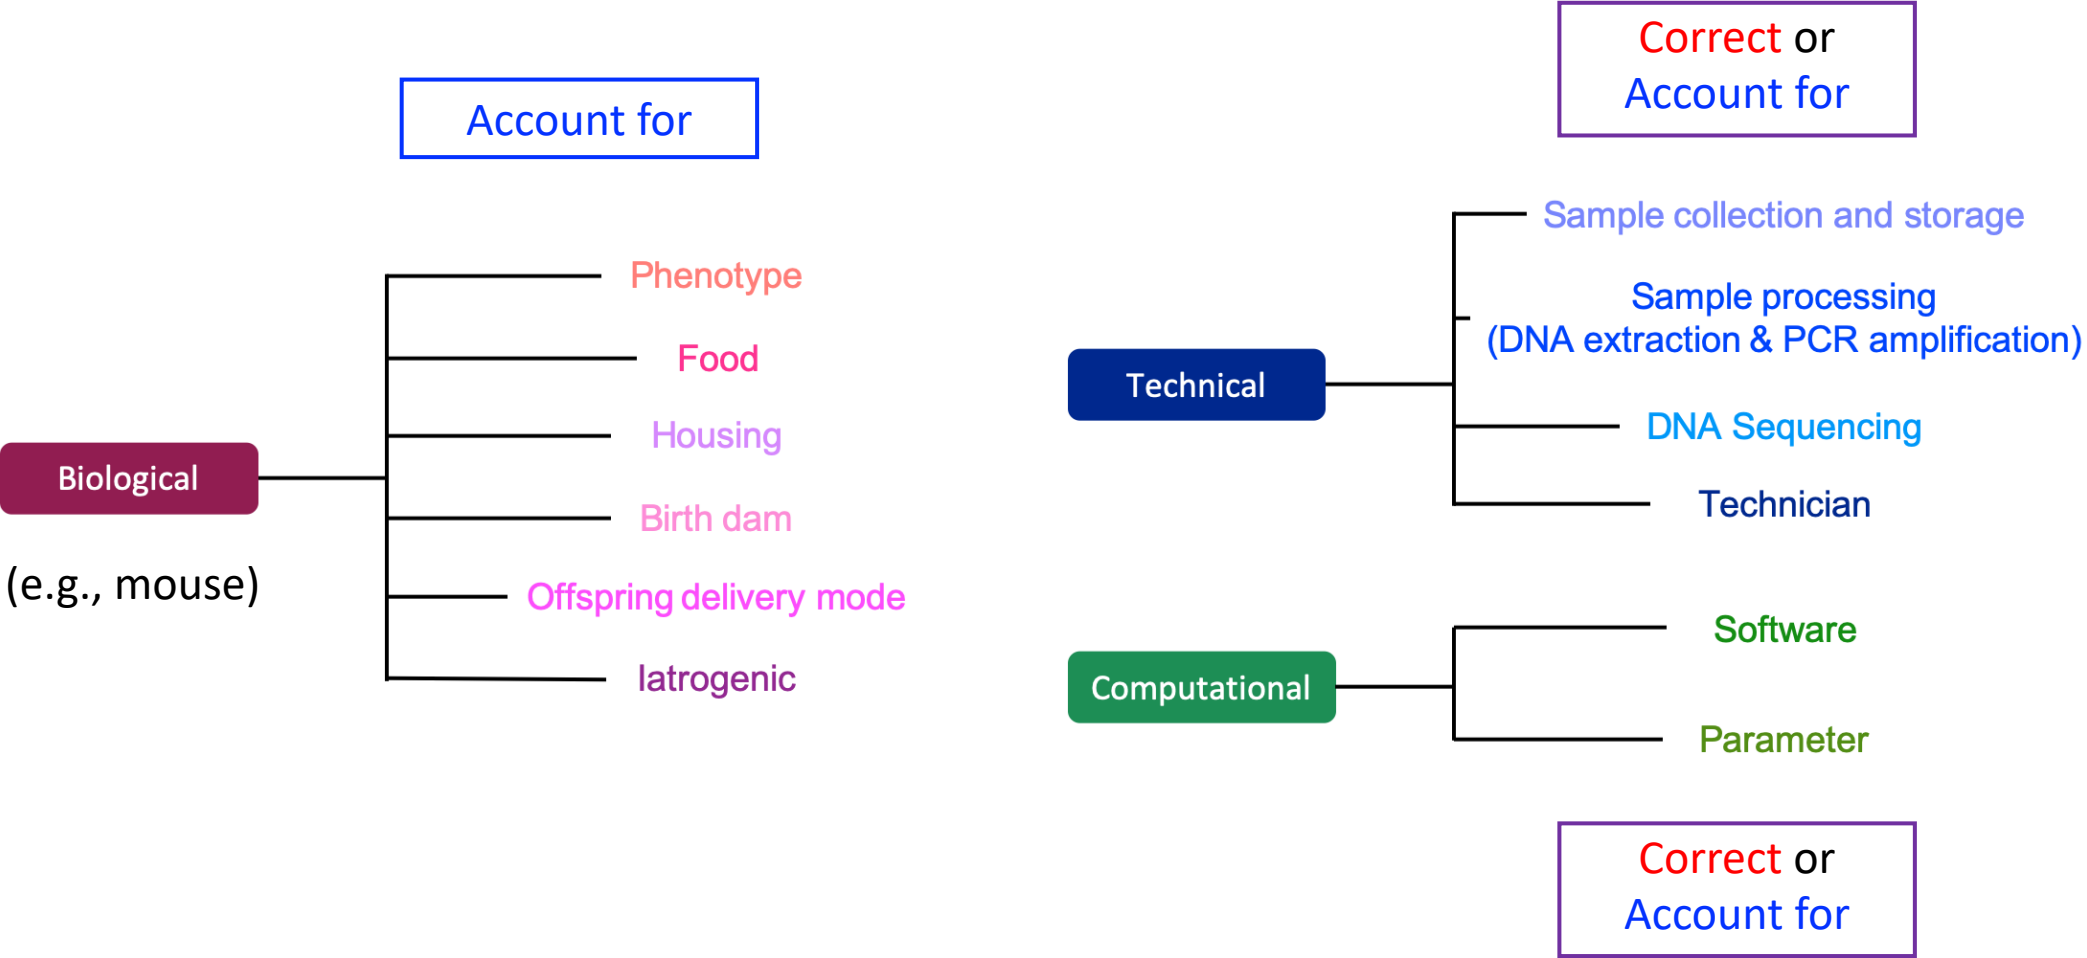 Account for
Biological
(e.g., mouse)
Phenotype
Food
Housing
Birth dam
Offspring delivery mode
Iatrogenic
Correct or
Account for
Technical
Sample collection and storage
Sample processing
(DNA extraction & PCR amplification)
DNA Sequencing
Technician
Computational
Software
Parameter
Correct or
Account for